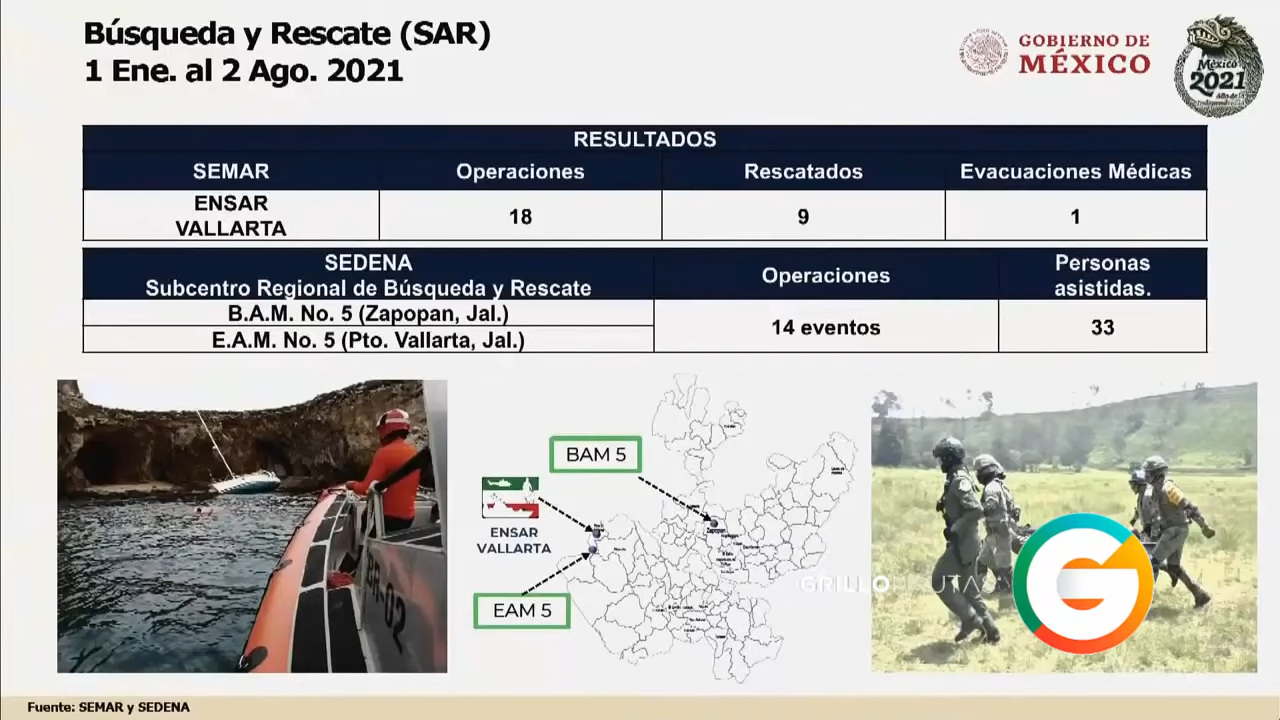 Búsqueda y Rescate (SAR)
1 Ene. al 2 Ago. 2021
GOBIERNO DE
MÉXICO
México
2021
RESULTADOS
SEMAR
Operaciones
Rescatados
Evacuaciones Médicas
ENSAR
VALLARTA
18
9
1
SEDENA
Subcentro Regional de Búsqueda y Rescate
Operaciones
Personas
asistidas.
B.A.M. No. 5 (Zapopan, Jal.)
E.A.M. No. 5 (Pto. Vallarta, Jal.)
14 eventos
33
BAM 5
ENSAR
VALLARTA
EAM 5
Zapopan
GRILLO
Fuente: SEMAR y SEDENA